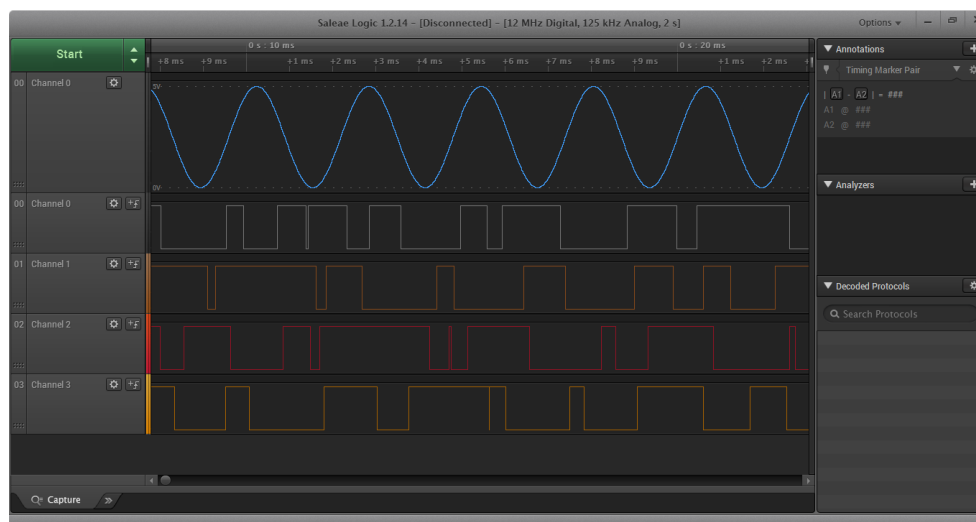 Saleae Logic 1.2.14 - [Disconnected] - [12 MHz Digital, 125 kHz Analog, 2 s]
Options
Start
0 s : 10 ms
0 s : 20 ms
+8 ms +9 ms +1 ms +2 ms +3 ms +4 ms +5 ms +6 ms +7 ms +8 ms +9 ms +1 ms +2 ms
00 Channel 0
5V
0V
00 Channel 0
01 Channel 1
02 Channel 2
03 Channel 3
Capture
Annotations
Timing Marker Pair
| A1 - A2 | = ###
A1 @ ###
A2 @ ###
Analyzers
Decoded Protocols
Search Protocols